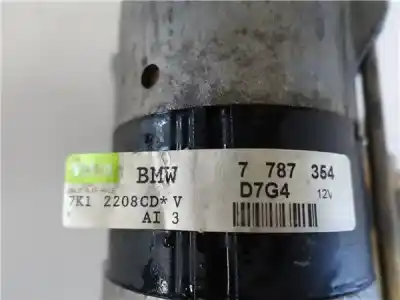 BMW 7 787 354
D7G4 12V
7K1 2208CD* V
AI 3